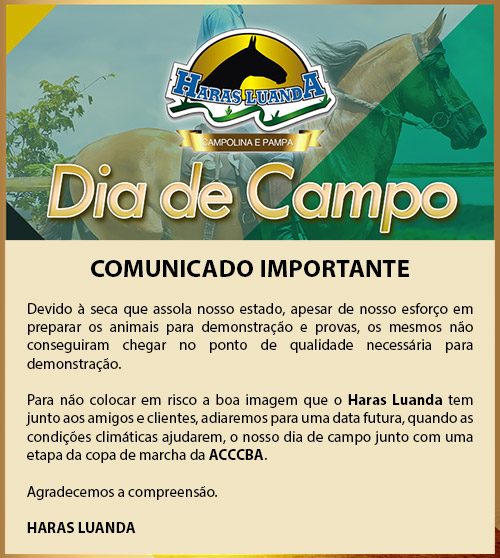 HARAS LUANDA
CAMPOLINA E PAMPA
Dia de Campo
COMUNICADO IMPORTANTE
Devido à seca que assola nosso estado, apesar de nosso esforço em
preparar os animais para demonstração e provas, os mesmos não
conseguiram chegar no ponto de qualidade necessária para
demonstração.
Para não colocar em risco a boa imagem que o Haras Luanda tem
junto aos amigos e clientes, adiaremos para uma data futura, quando as
condições climáticas ajudarem, o nosso dia de campo junto com uma
etapa da copa de marcha da ACCCBA.
Agradecemos a compreensão.
HARAS LUANDA